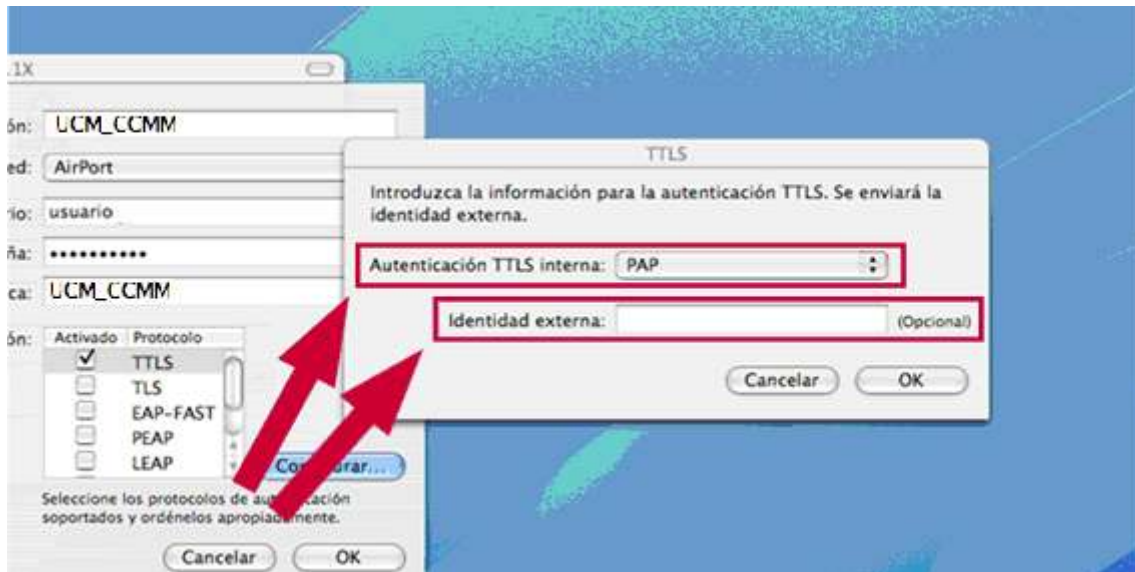 .1X
ón: UCM_CCMM
ed: AirPort
rio: usuario
ña: ••••••••••
ca: UCM_CCMM
ón: Activado Protocolo
TTLS
TLS
EAP-FAST
PEAP
LEAP
Seleccione los protocolos de
soportados y ordénelos
Cancelar OK
TTLS
Introduzca la información para la autenticación TTLS. Se enviará la
identidad externa.
Autenticación TTLS interna: PAP
Identidad externa: (Opcional)
Cancelar OK